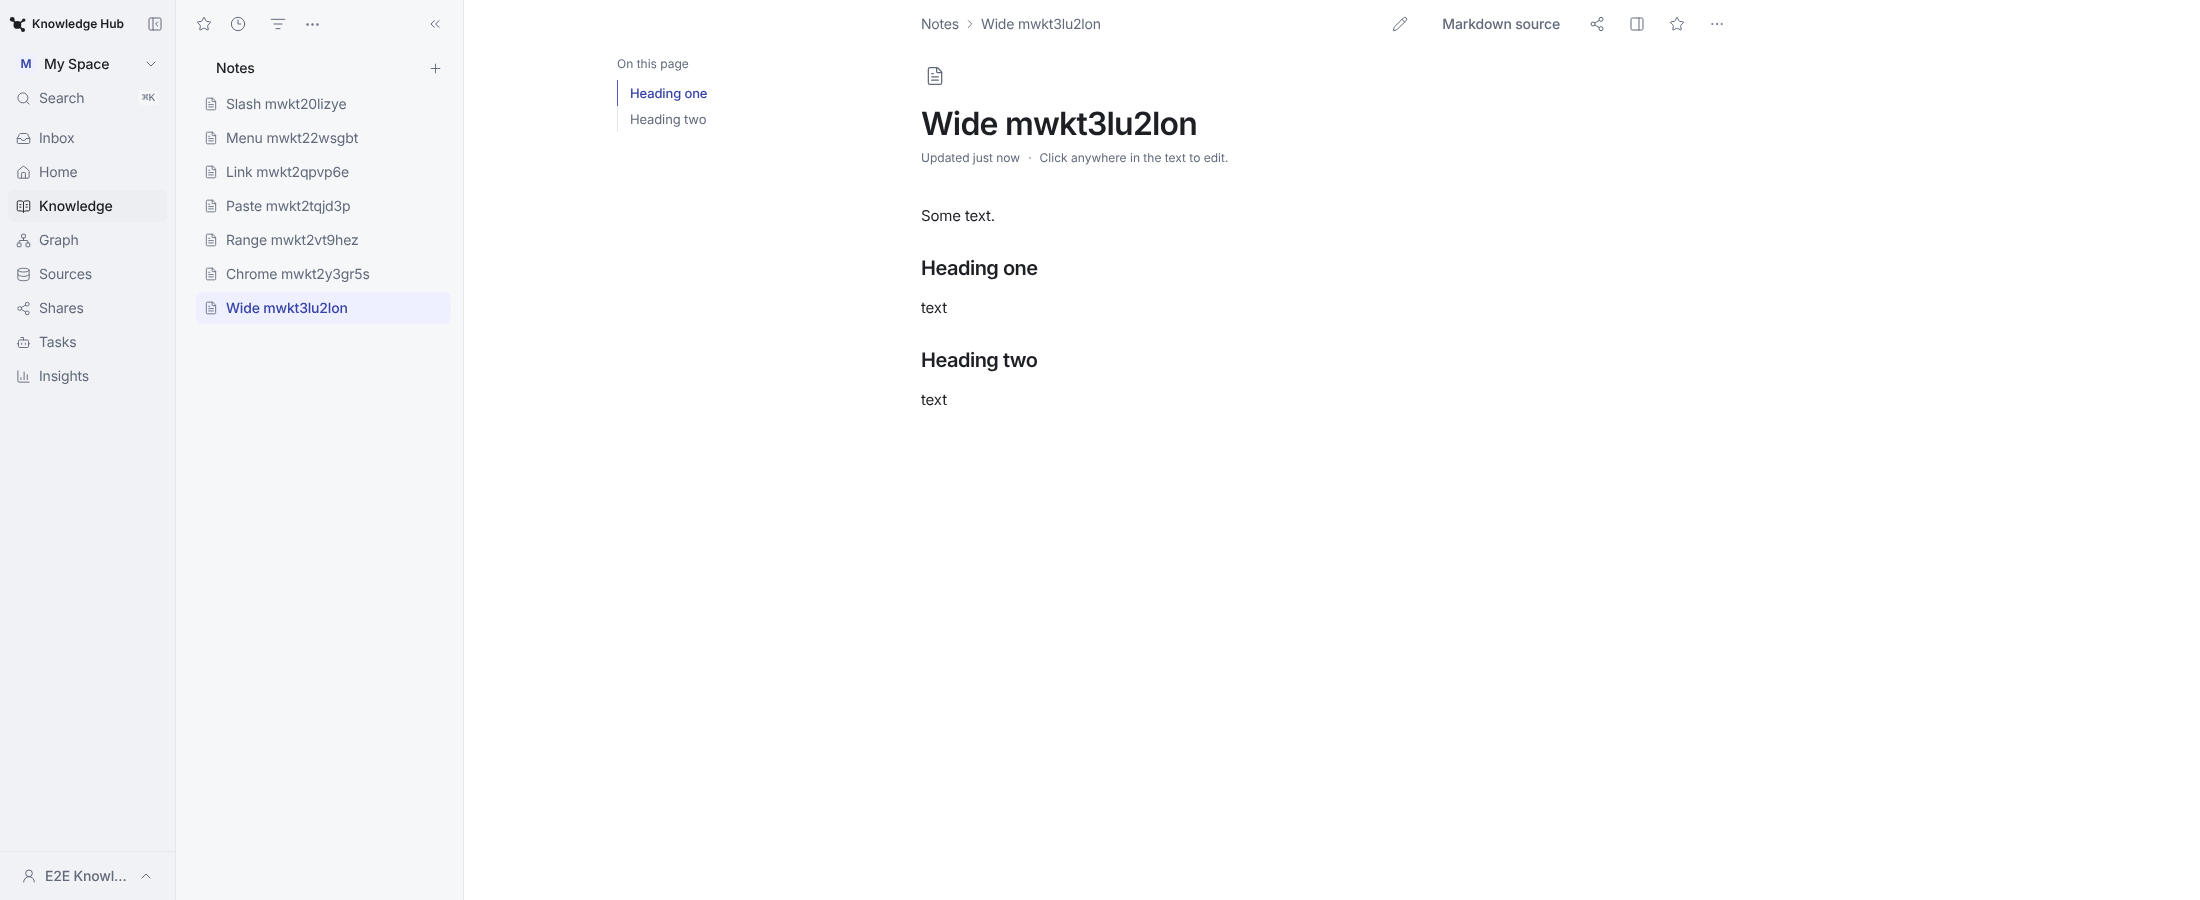 Knowledge Hub
M My Space
Search ⌘K
Inbox
Home
Knowledge
Graph
Sources
Shares
Tasks
Insights
E2E Knowl...
Notes
Slash mwkt20lizye
Menu mwkt22wsgbt
Link mwkt2qpvp6e
Paste mwkt2tqjd3p
Range mwkt2vt9hez
Chrome mwkt2y3gr5s
Wide mwkt3lu2lon
Notes > Wide mwkt3lu2lon
Markdown source
On this page
Heading one
Heading two
Wide mwkt3lu2lon
Updated just now · Click anywhere in the text to edit.
Some text.
Heading one
text
Heading two
text